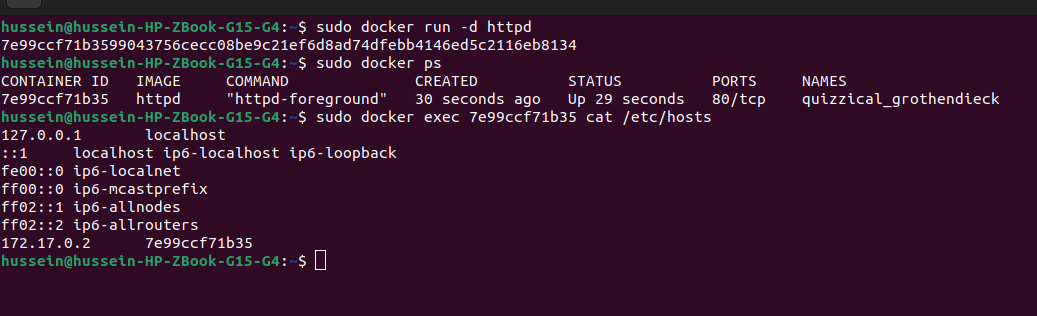 hussein@hussein-HP-ZBook-G15-G4:~$ sudo docker run -d httpd
7e99ccf71b3599043756cecc08be9c21ef6d8ad74dfebb4146ed5c2116eb8134
hussein@hussein-HP-ZBook-G15-G4:~$ sudo docker ps
CONTAINER ID   IMAGE     COMMAND              CREATED          STATUS          PORTS     NAMES
7e99ccf71b35   httpd     "httpd-foreground"   30 seconds ago   Up 29 seconds   80/tcp    quizzical_grothendieck
hussein@hussein-HP-ZBook-G15-G4:~$ sudo docker exec 7e99ccf71b35 cat /etc/hosts
127.0.0.1       localhost
::1     localhost ip6-localhost ip6-loopback
fe00::0 ip6-localnet
ff00::0 ip6-mcastprefix
ff02::1 ip6-allnodes
ff02::2 ip6-allrouters
172.17.0.2      7e99ccf71b35
hussein@hussein-HP-ZBook-G15-G4:~$